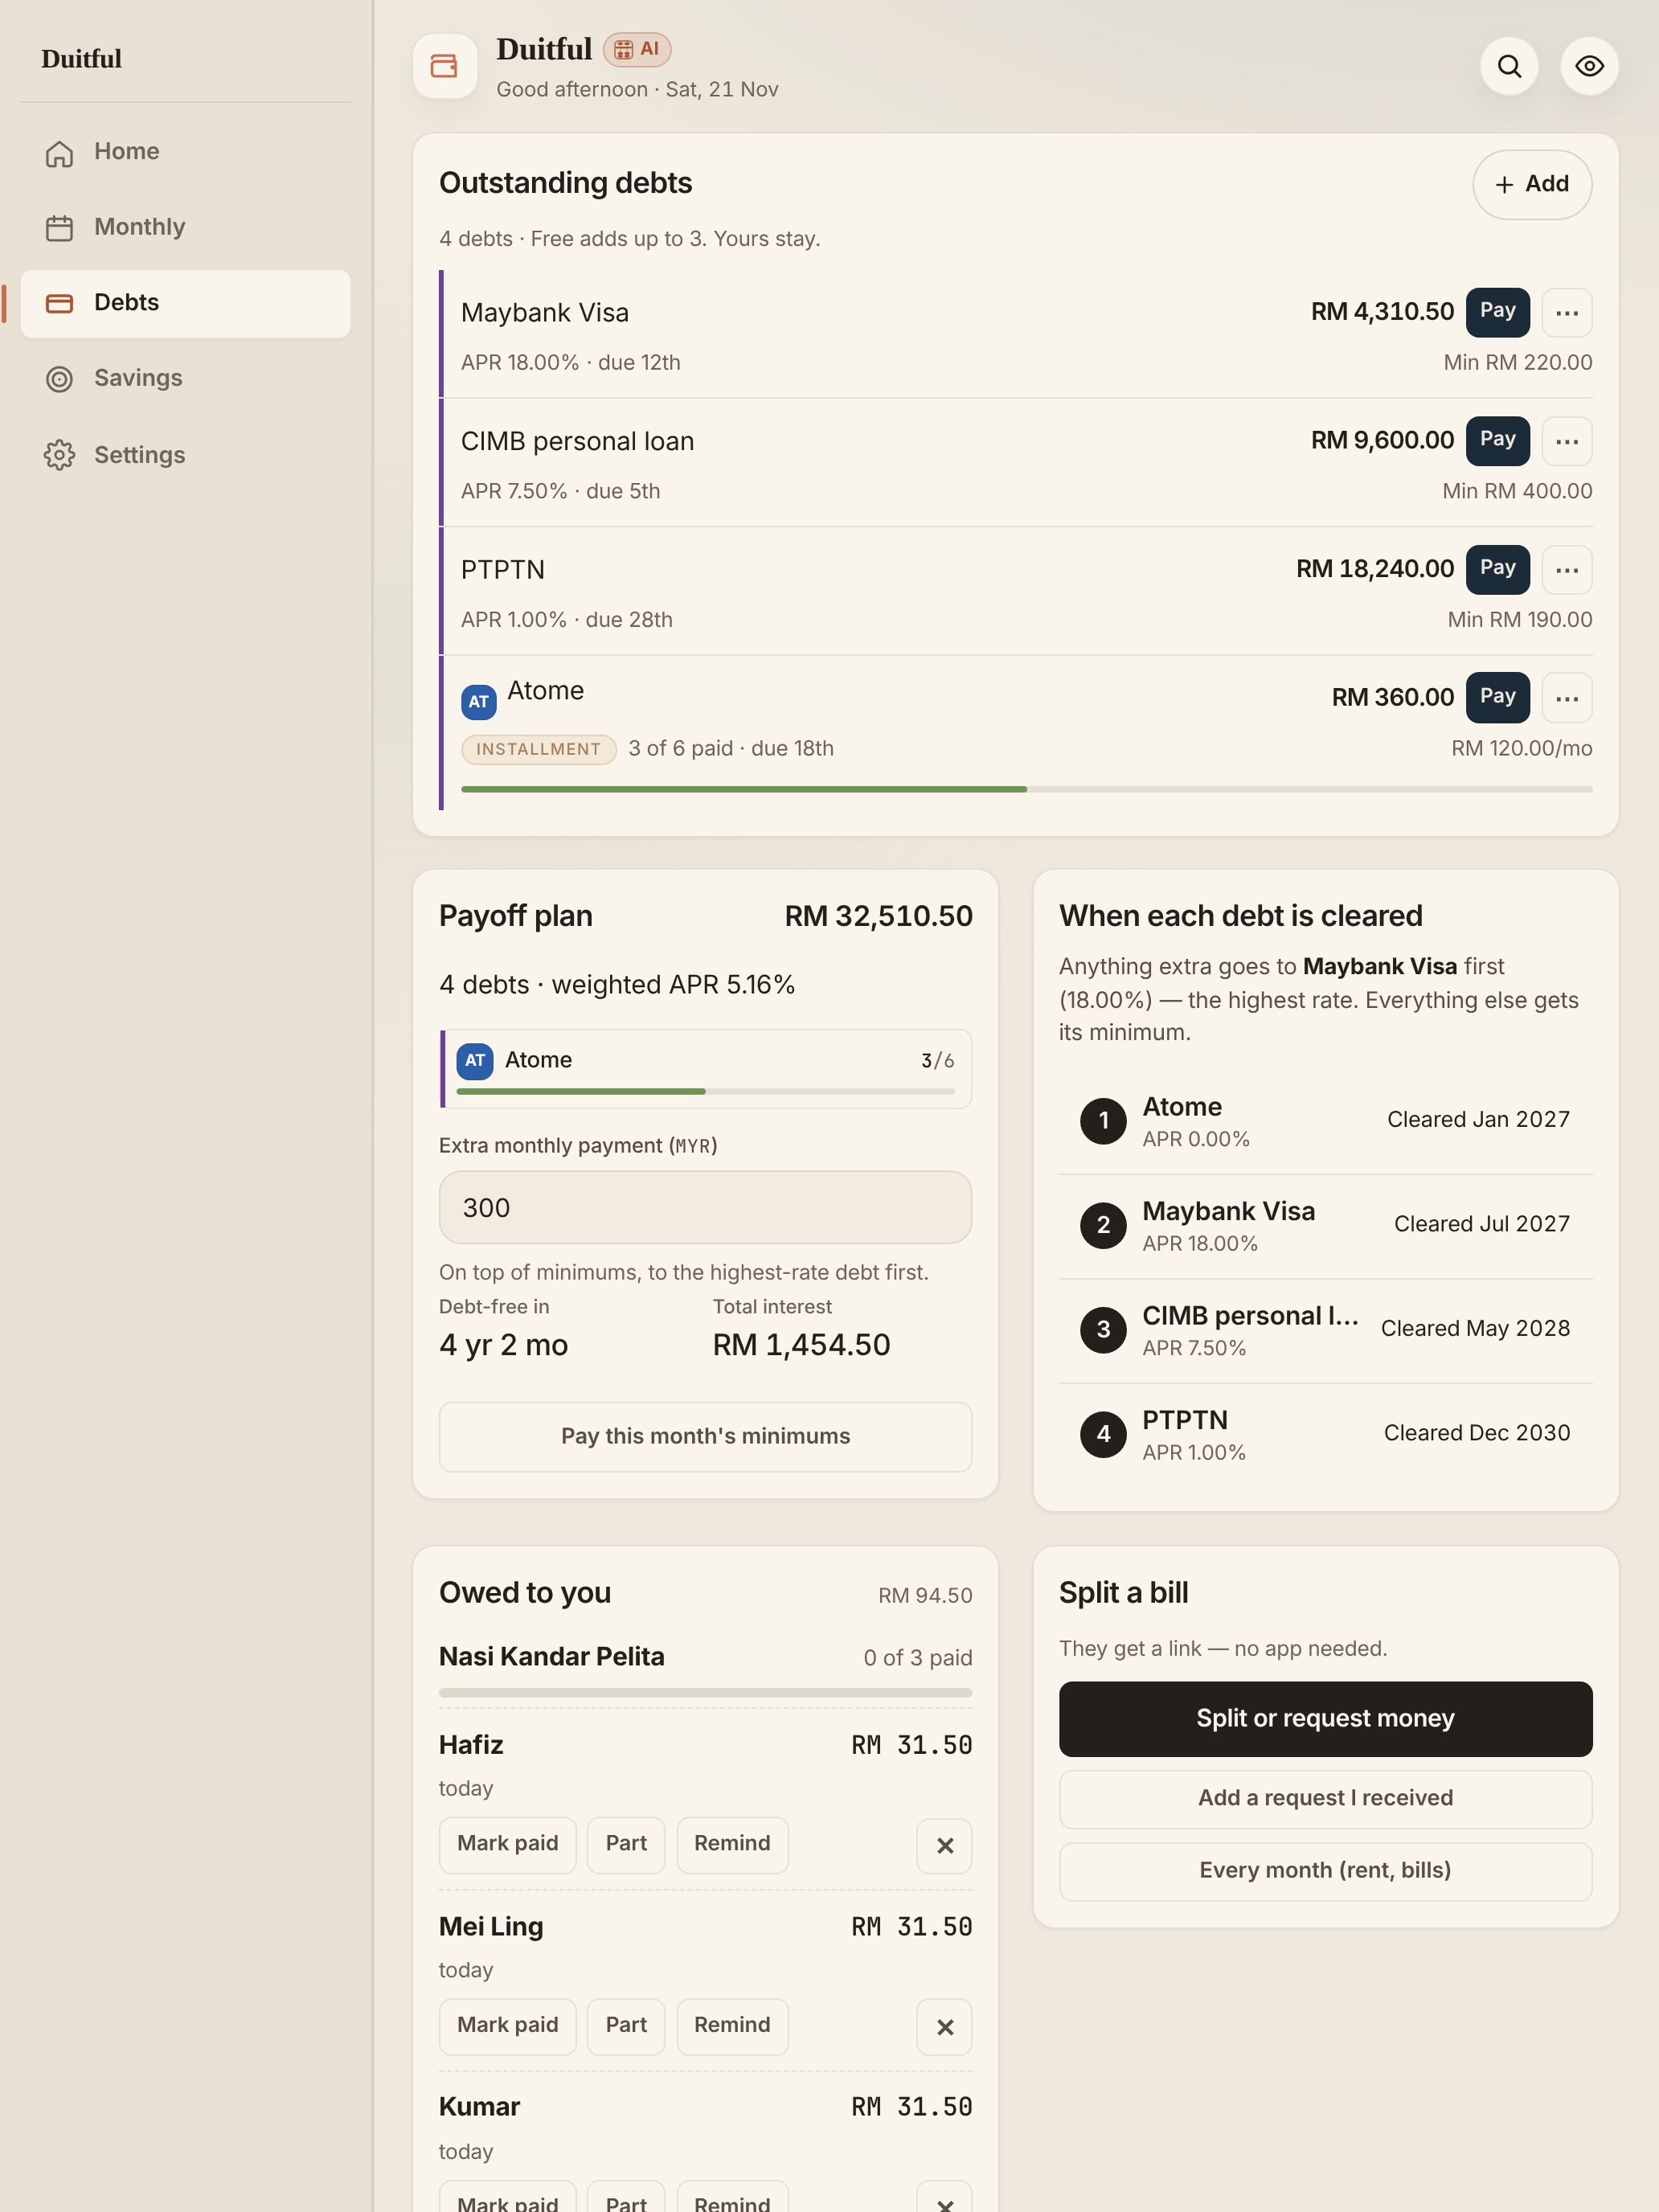 Duitful
Home
Monthly
Debts
Savings
Settings
Duitful
AI
Good afternoon · Sat, 21 Nov
Outstanding debts
+ Add
4 debts · Free adds up to 3. Yours stay.
Maybank Visa
RM 4,310.50
Pay
···
APR 18.00% · due 12th
Min RM 220.00
CIMB personal loan
RM 9,600.00
Pay
···
APR 7.50% · due 5th
Min RM 400.00
PTPTN
RM 18,240.00
Pay
···
APR 1.00% · due 28th
Min RM 190.00
AT
Atome
RM 360.00
Pay
···
INSTALLMENT
3 of 6 paid · due 18th
RM 120.00/mo
Payoff plan
RM 32,510.50
4 debts · weighted APR 5.16%
AT
Atome
3/6
Extra monthly payment (MYR)
300
On top of minimums, to the highest-rate debt first.
Debt-free in
Total interest
4 yr 2 mo
RM 1,454.50
Pay this month's minimums
When each debt is cleared
Anything extra goes to Maybank Visa first
(18.00%) — the highest rate. Everything else gets
its minimum.
1
Atome
APR 0.00%
Cleared Jan 2027
2
Maybank Visa
APR 18.00%
Cleared Jul 2027
3
CIMB personal l...
APR 7.50%
Cleared May 2028
4
PTPTN
APR 1.00%
Cleared Dec 2030
Owed to you
RM 94.50
Nasi Kandar Pelita
0 of 3 paid
Hafiz
RM 31.50
today
Mark paid
Part
Remind
✕
Mei Ling
RM 31.50
today
Mark paid
Part
Remind
✕
Kumar
RM 31.50
today
Mark paid
Part
Remind
✕
Split a bill
They get a link — no app needed.
Split or request money
Add a request I received
Every month (rent, bills)